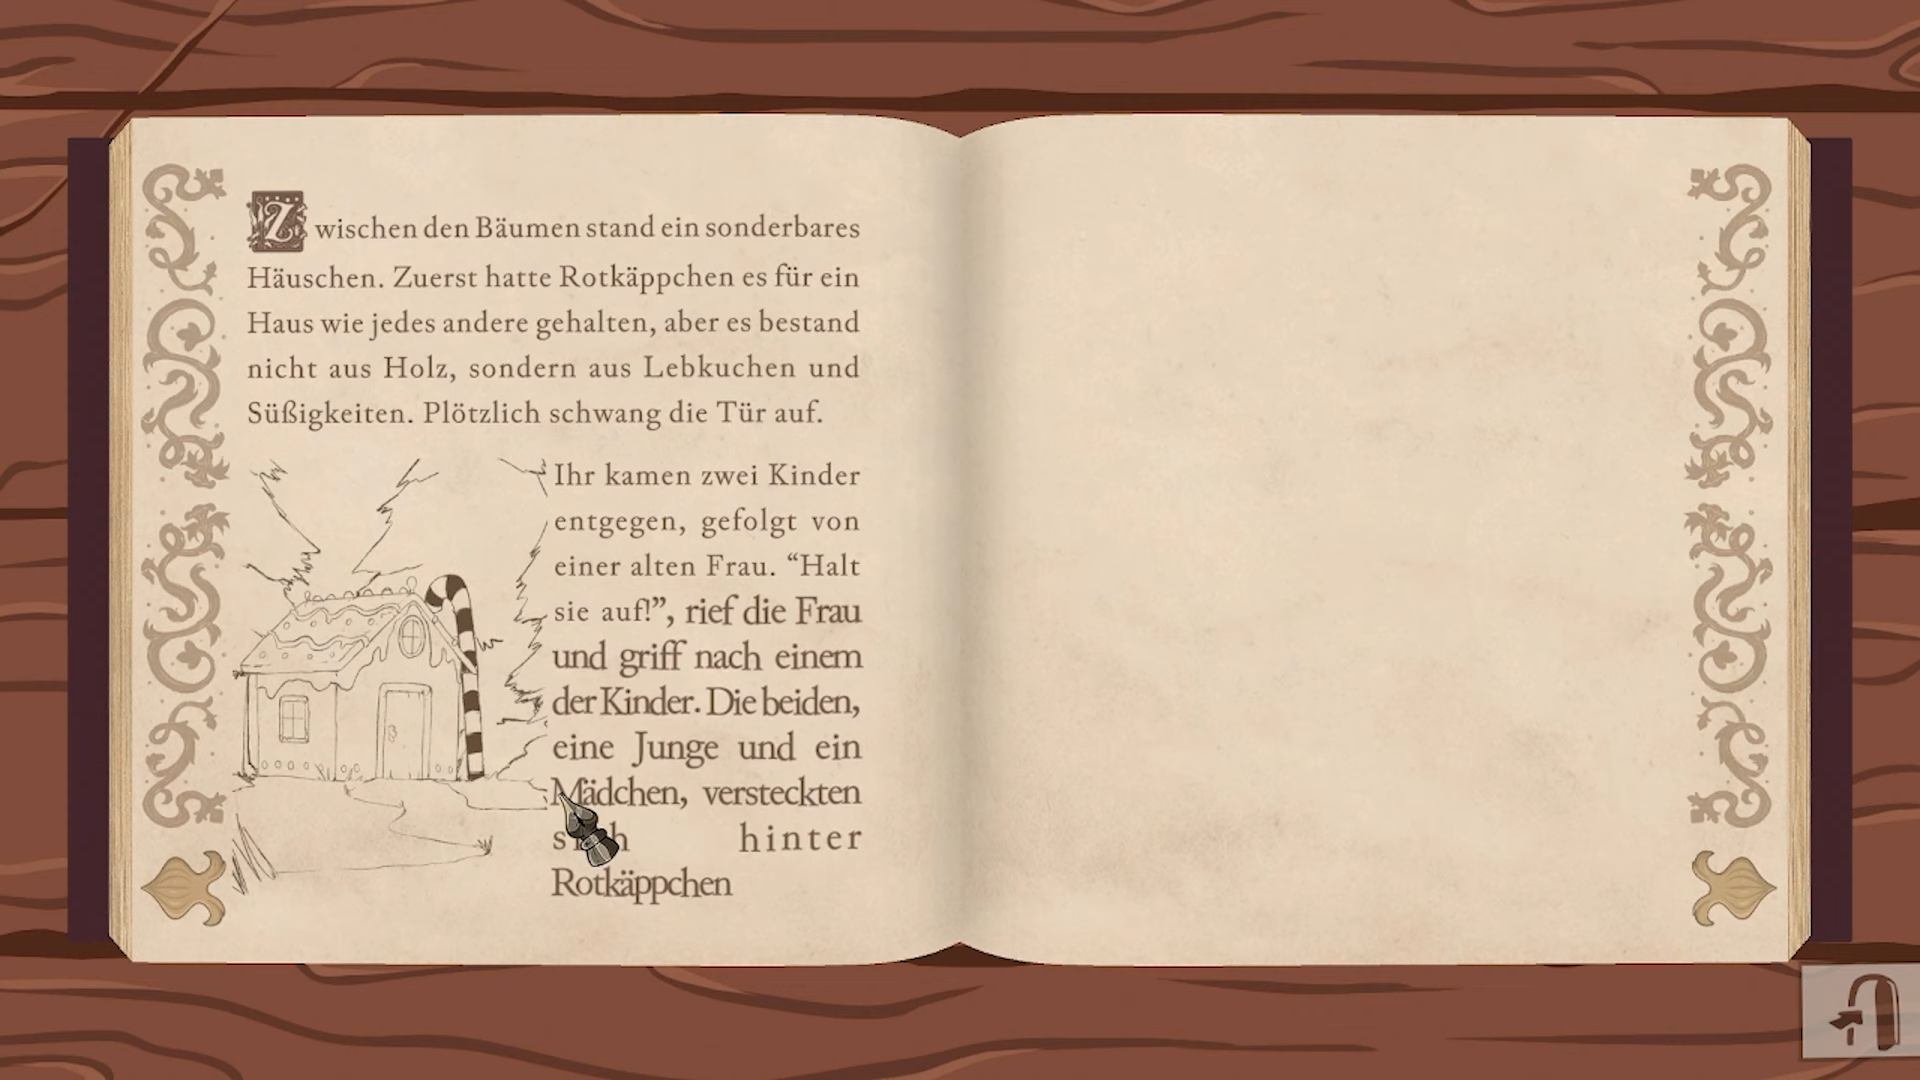 Zwischen den Bäumen stand ein sonderbares
Häuschen. Zuerst hatte Rotkäppchen es für ein
Haus wie jedes andere gehalten, aber es bestand
nicht aus Holz, sondern aus Lebkuchen und
Süßigkeiten. Plötzlich schwang die Tür auf.
Ihr kamen zwei Kinder
entgegen, gefolgt von
einer alten Frau. “Halt
sie auf!”, rief die Frau
und griff nach einem
der Kinder. Die beiden,
eine Junge und ein
Mädchen, versteckten
hinter
Rotkäppchen